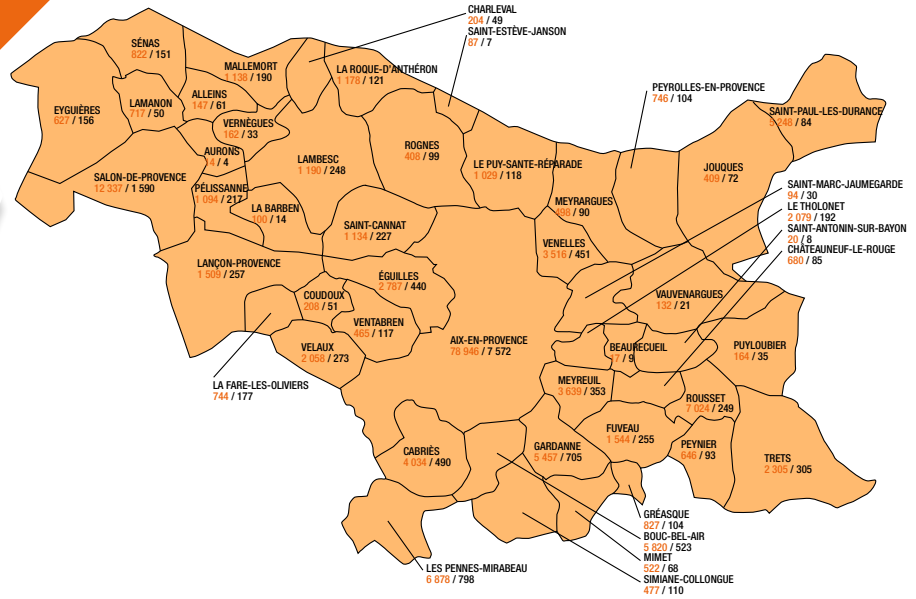 CHARLEVAL
204 / 49
SAINT-ESTÈVE-JANSON
87 / 7
SÉNAS
822 / 151
MALLEMORT
1 138 / 190
LA ROQUE-D'ANTHÉRON
1 178 / 121
ALLEINS
147 / 61
LAMANON
717 / 50
EYGUIÈRES
627 / 156
VERNÈGUES
162 / 33
AURONS
/ 4
SALON-DE-PROVENCE
12 337 / 1 590
PÉLISSANNE
1 094 / 217
LA BARBEN
100 / 14
LAMBESC
1 190 / 248
ROGNES
408 / 99
LE PUY-SANTE-RÉPARADE
1 029 / 118
PEYROLLES-EN-PROVENCE
746 / 104
SAINT-PAUL-LES-DURANCE
5 248 / 84
JOUQUES
409 / 72
MEYRARGUES
498 / 90
SAINT-MARC-JAUMEGARDE
94 / 30
LE THOLONET
2 079 / 192
SAINT-ANTONIN-SUR-BAYON
20 / 8
CHÂTEAUNEUF-LE-ROUGE
680 / 85
SAINT-CANNAT
1 134 / 227
VENELLES
3 516 / 451
LANÇON-PROVENCE
1 509 / 257
ÉGUILLES
2 787 / 440
COUDOUX
208 / 51
VENTABREN
465 / 117
VAUVENARGUES
132 / 21
AIX-EN-PROVENCE
78 946 / 7 572
VELAUX
2 058 / 273
BEAURECUEIL
17 / 9
PUYLOUBIER
164 / 35
LA FARE-LES-OLIVIERS
744 / 177
MEYREUIL
3 639 / 353
ROUSSET
7 024 / 249
FUVEAU
1 544 / 255
CABRIÈS
4 034 / 490
GARDANNE
5 457 / 705
PEYNIER
646 / 93
TRETS
2 305 / 305
GRÉASQUE
827 / 104
BOUC-BEL-AIR
5 820 / 523
MIMET
522 / 68
SIMIANE-COLLONGUE
477 / 110
LES PENNES-MIRABEAU
6 878 / 798